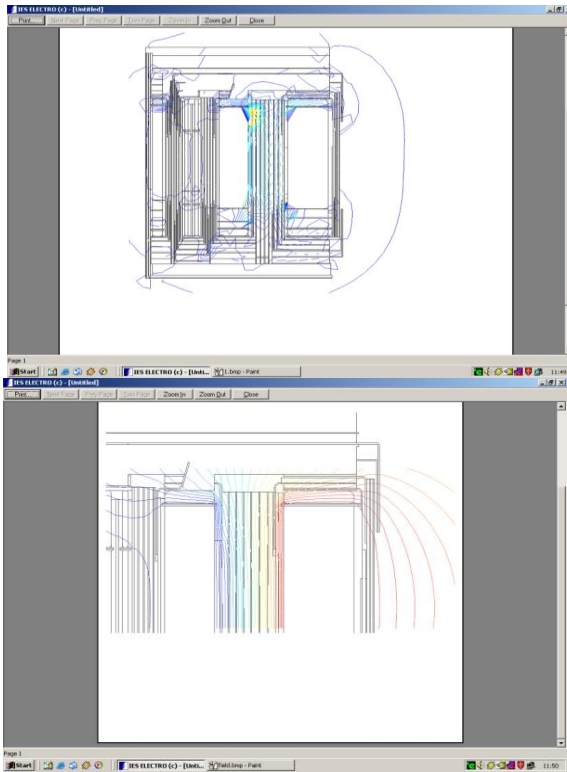 IES ELECTRO (c) - [Untitled]
Print... Next Page Prev Page Two Page Zoom In Zoom Out Close
Page 1
Start IES ELECTRO (c) - [Unti... 1.bmp - Paint 11:49
IES ELECTRO (c) - [Untitled]
Print... Next Page Prev Page Two Page Zoom In Zoom Out Close
Page 1
Start IES ELECTRO (c) - [Unti... field.bmp - Paint 11:50